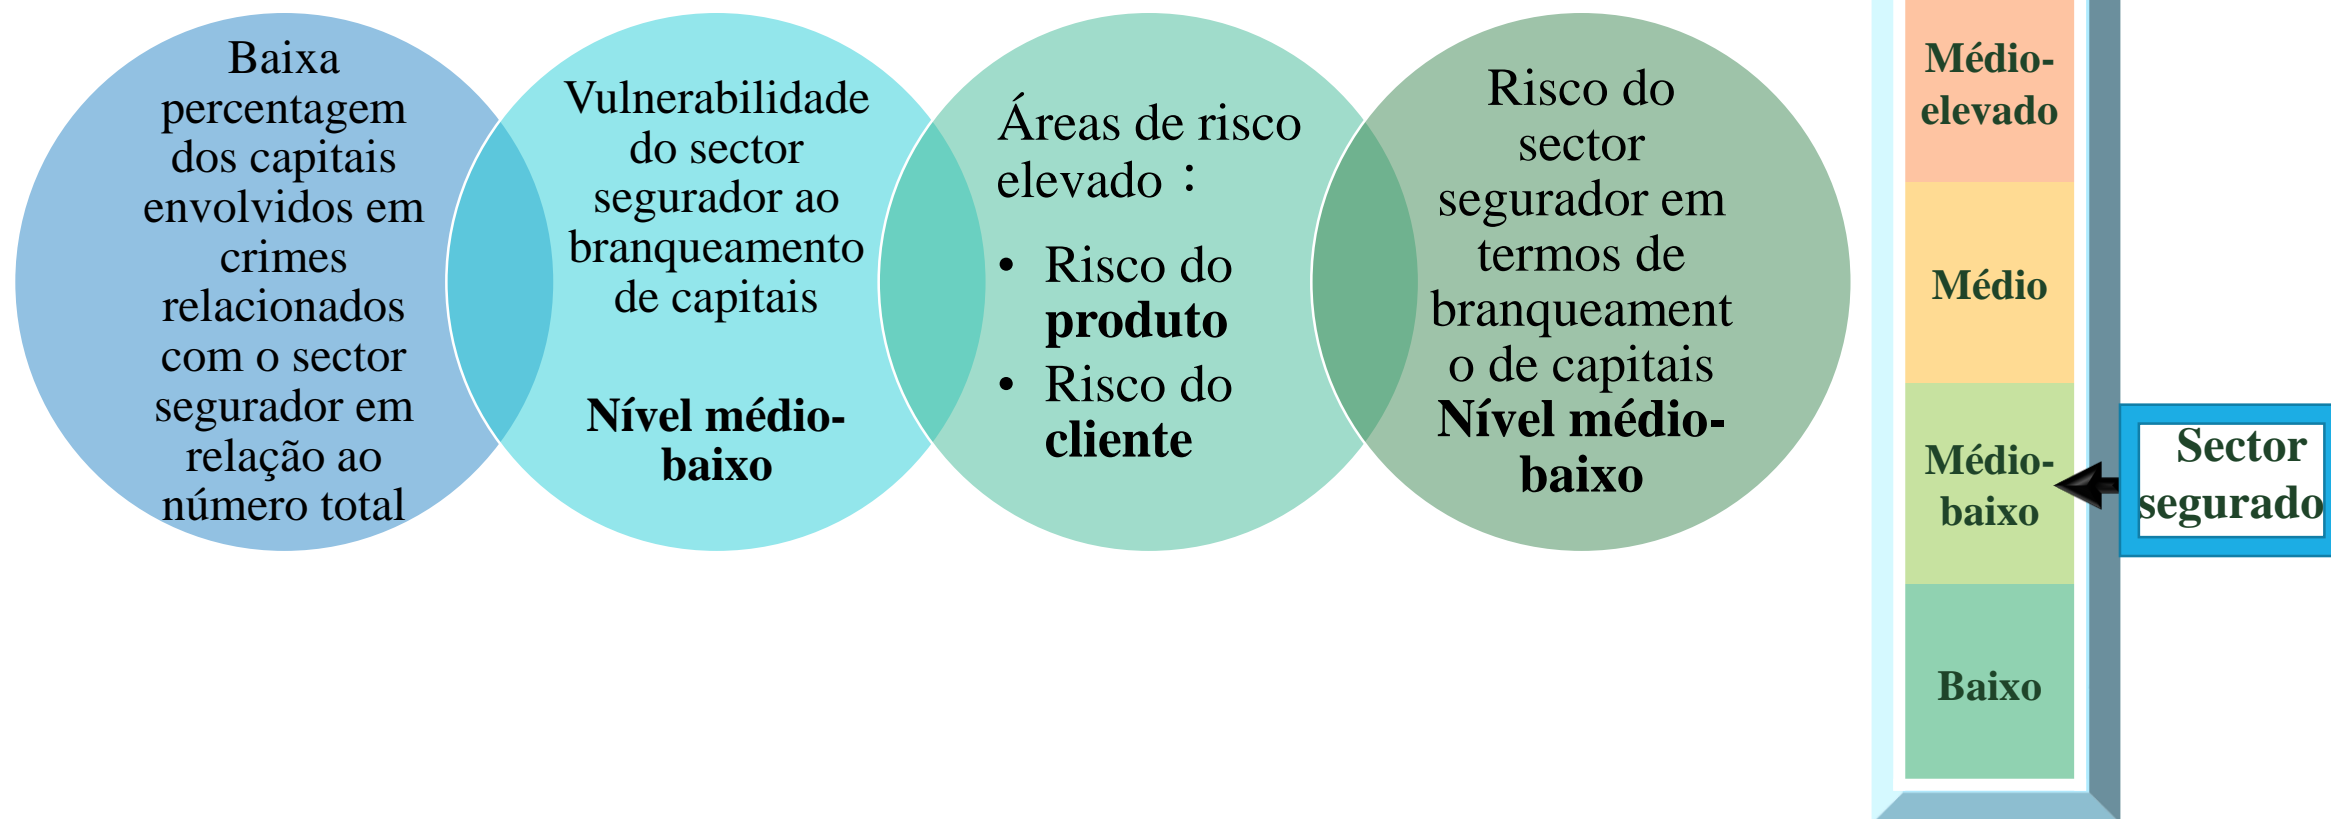 Baixa
percentagem
dos capitais
envolvidos em
crimes
relacionados
com o sector
segurador em
relação ao
número total
Vulnerabilidade
do sector
segurador ao
branqueamento
de capitais
Nível médio-
baixo
Áreas de risco
elevado：
• Risco do
produto
• Risco do
cliente
Risco do
sector
segurador em
termos de
branqueament
o de capitais
Nível médio-
baixo
Médio-
elevado
Médio
Médio-
baixo
Baixo
Sector
segurado